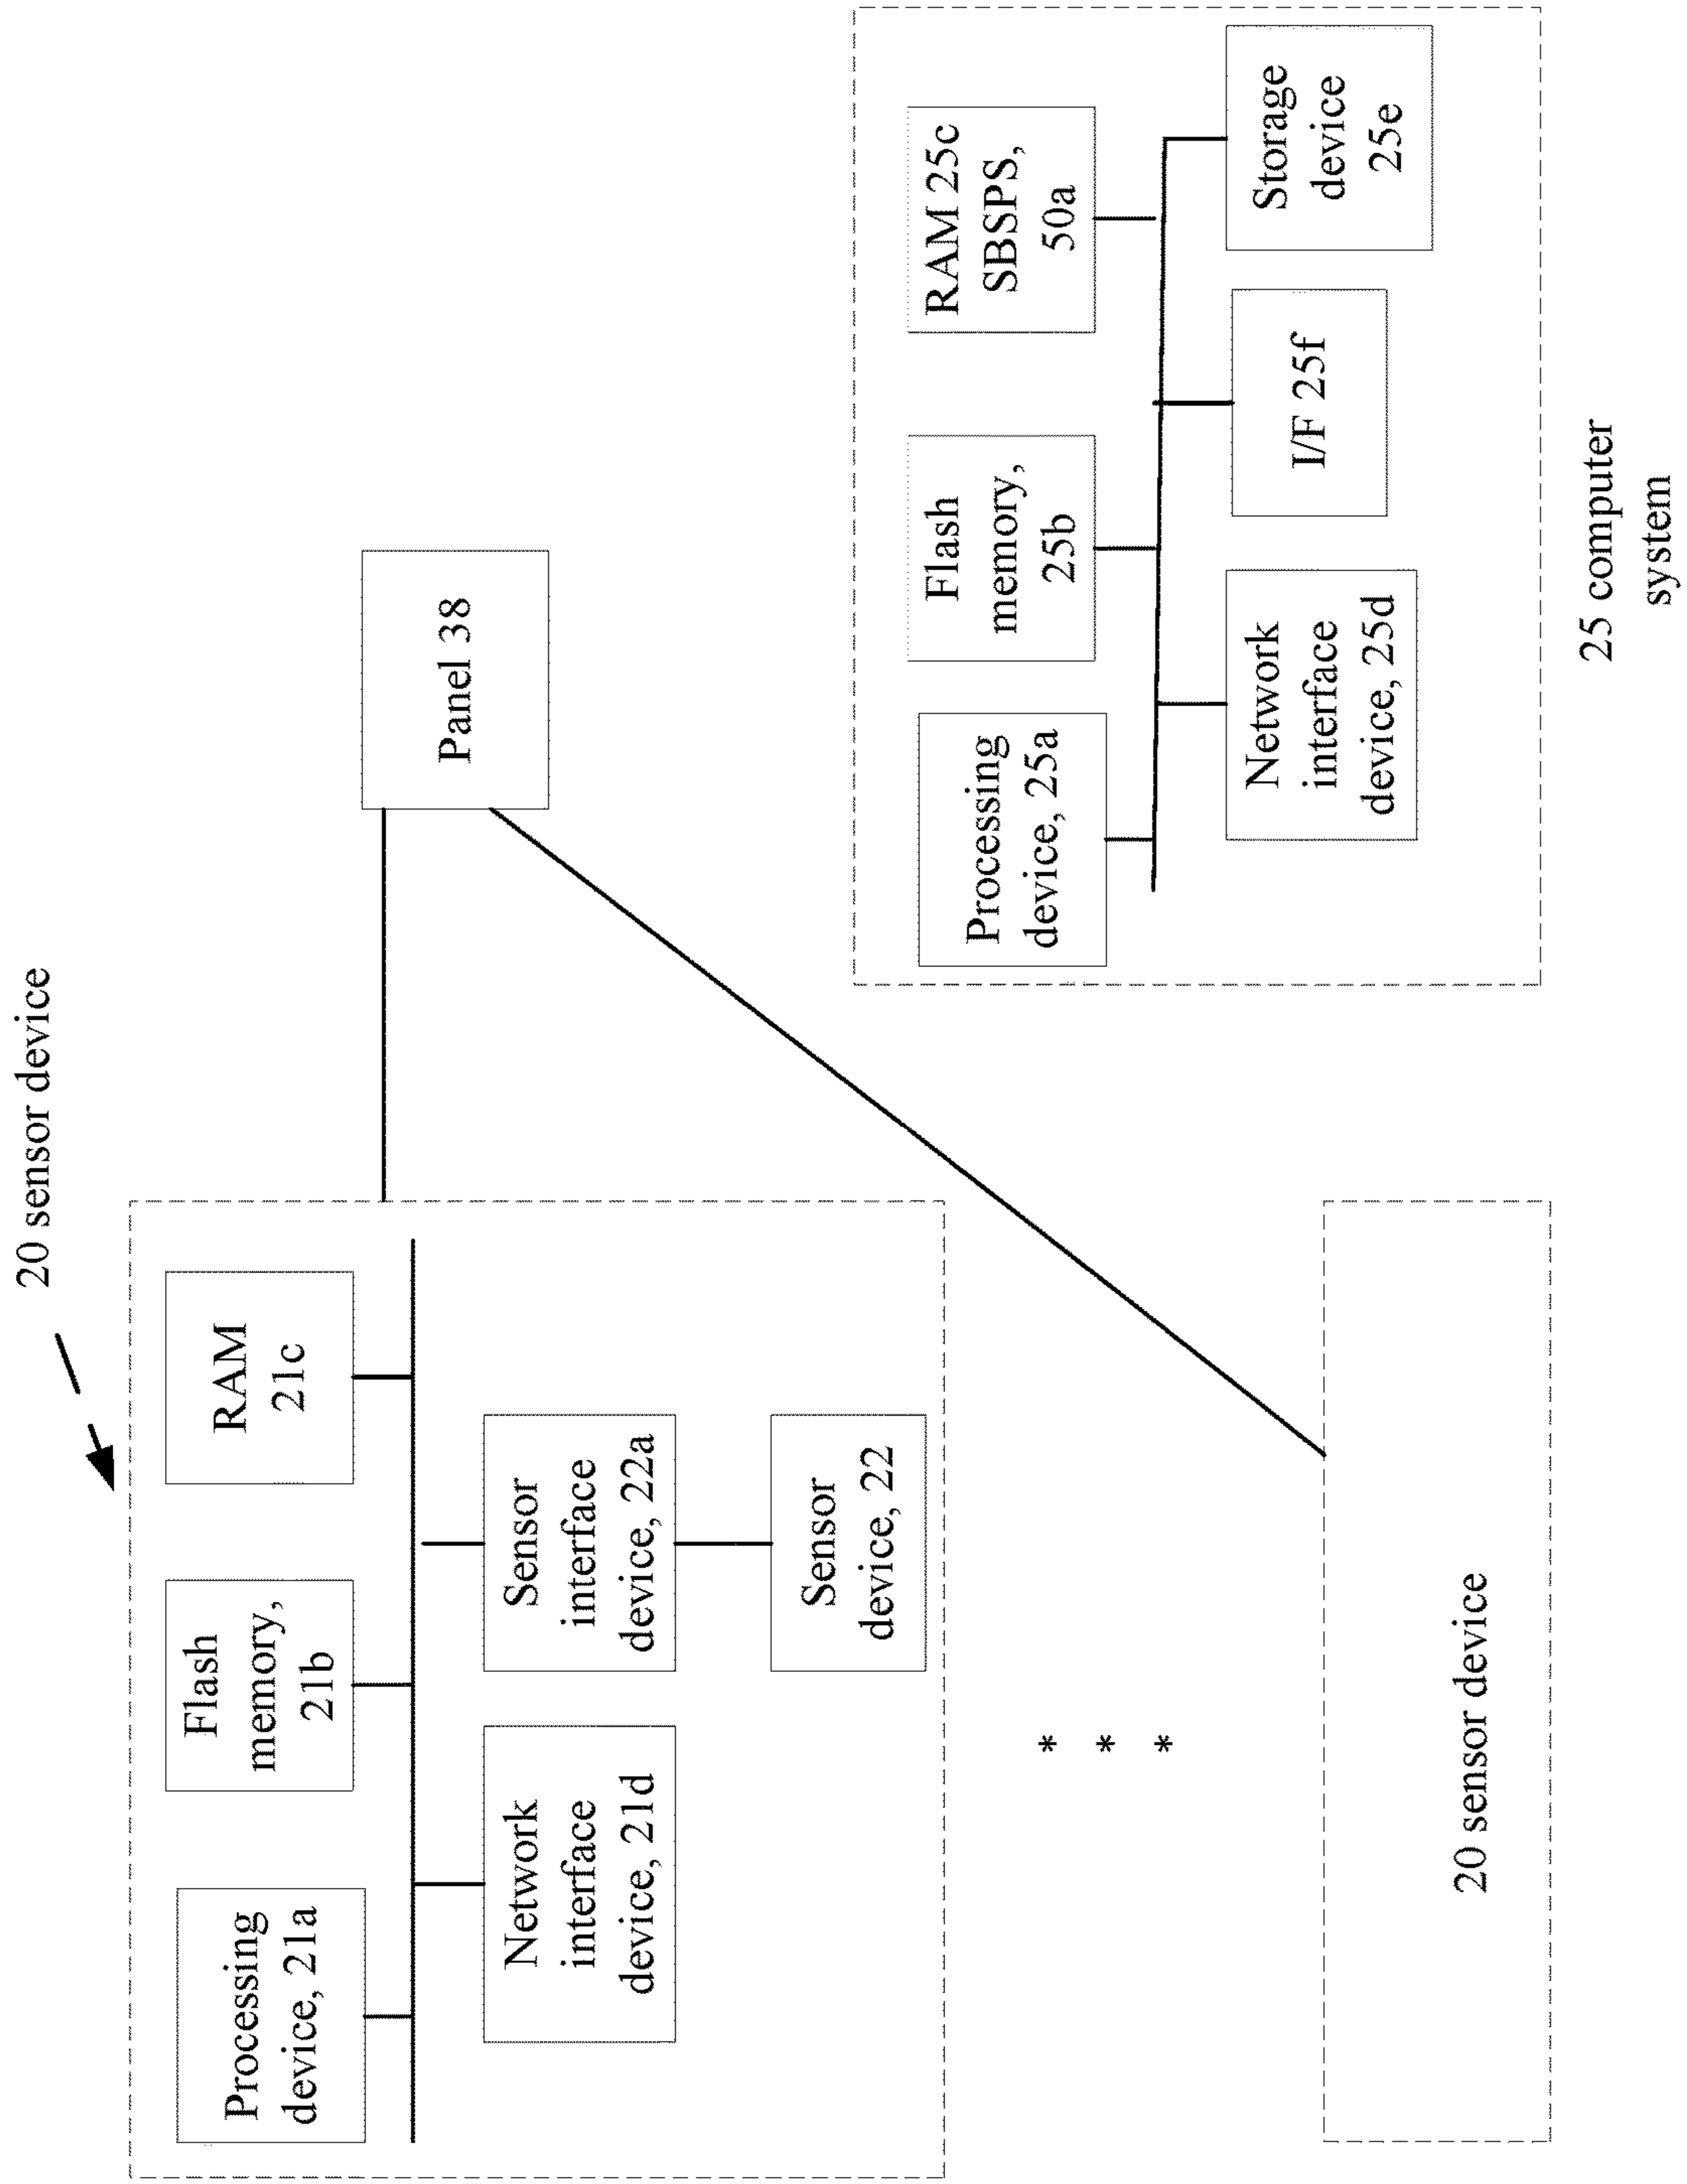 20 sensor device
Processing
device, 21a
Flash
memory,
21b
RAM
21c
Network
interface
device, 21d
Sensor
interface
device, 22a
Sensor
device, 22
* * *
20 sensor device
Panel 38
Processing
device, 25a
Flash
memory,
25b
RAM 25c
SBSPS,
50a
Network
interface
device, 25d
I/F 25f
Storage
device
25e
25 computer
system